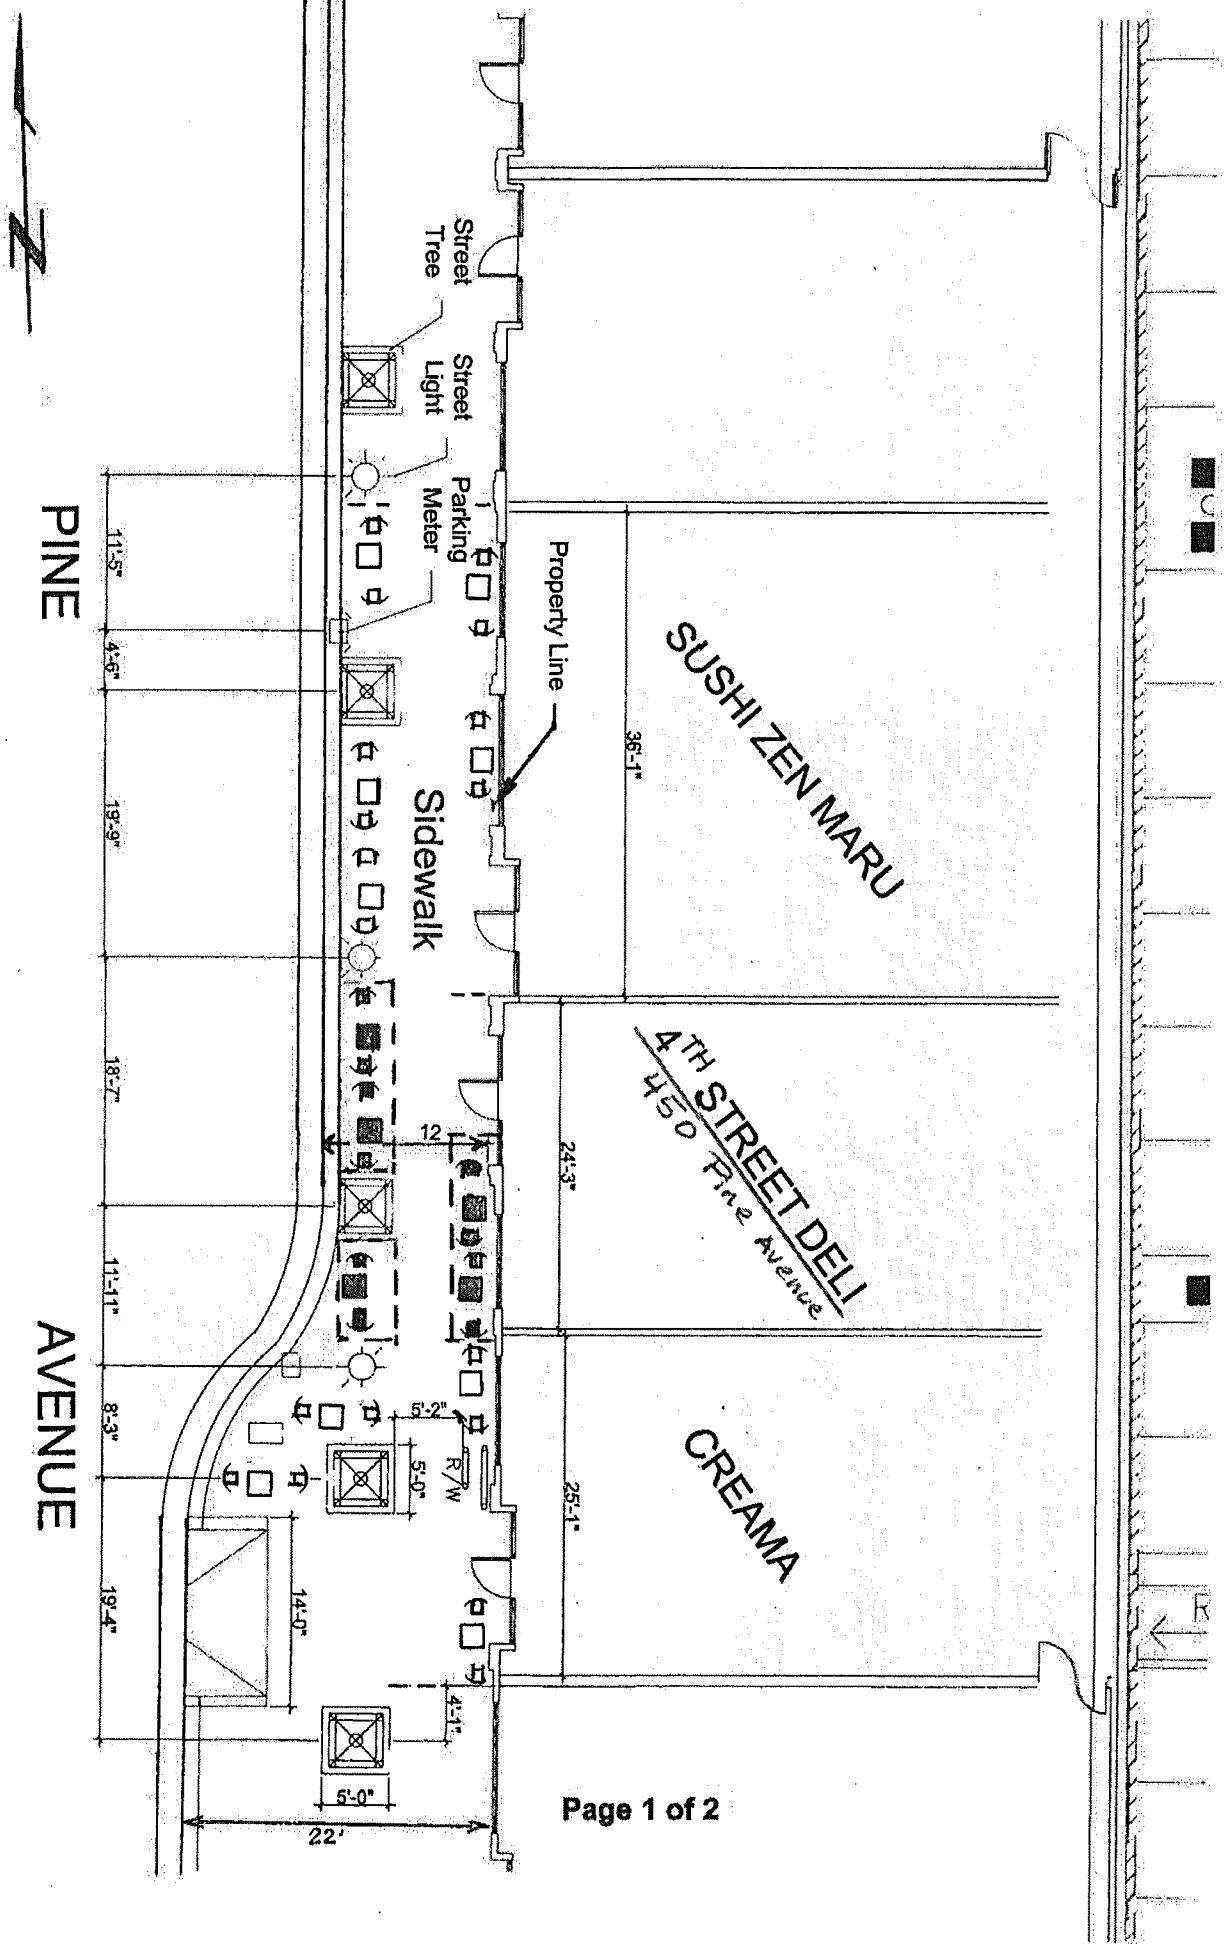 Street
Tree
Street
Light
Parking
Meter
Property Line
Sidewalk
SUSHI ZEN MARU
36'-1"
4TH STREET DELI
450 Pine Avenue
24'-3"
CREAMA
25'-1"
12
5'-2"
R/W
5'-0"
14'-0"
4'-1"
5'-0"
22'
11'-5"
4'-6"
19'-9"
18'-7"
11'-11"
8'-3"
19'-4"
PINE
AVENUE
N
R
Page 1 of 2